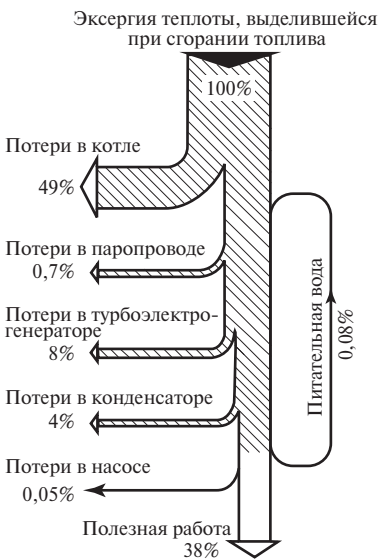 Эксергия теплоты, выделившейся
при сгорании топлива
100%
Потери в котле
49%
Потери в паропроводе
0,7%
Потери в турбоэлектро-
генераторе
8%
Потери в конденсаторе
4%
Потери в насосе
0,05%
Полезная работа
38%
Питательная вода
0,08%